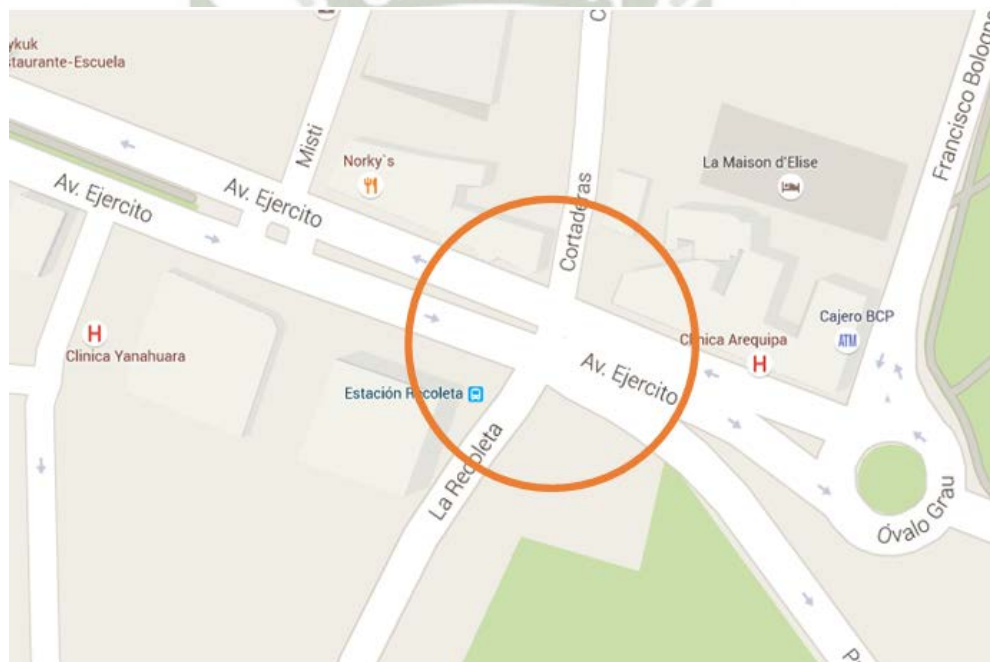 ykuk
staurante-Escuela
Misti
Francisco Bologne
Norky`s
La Maison d'Elise
Av. Ejercito
Av. Ejercito
Cortaderas
Cajero BCP
ATM
H
Clinica Yanahuara
Clinica Arequipa
H
Av. Ejercito
Estación Recoleta
La Recoleta
Óvalo Grau